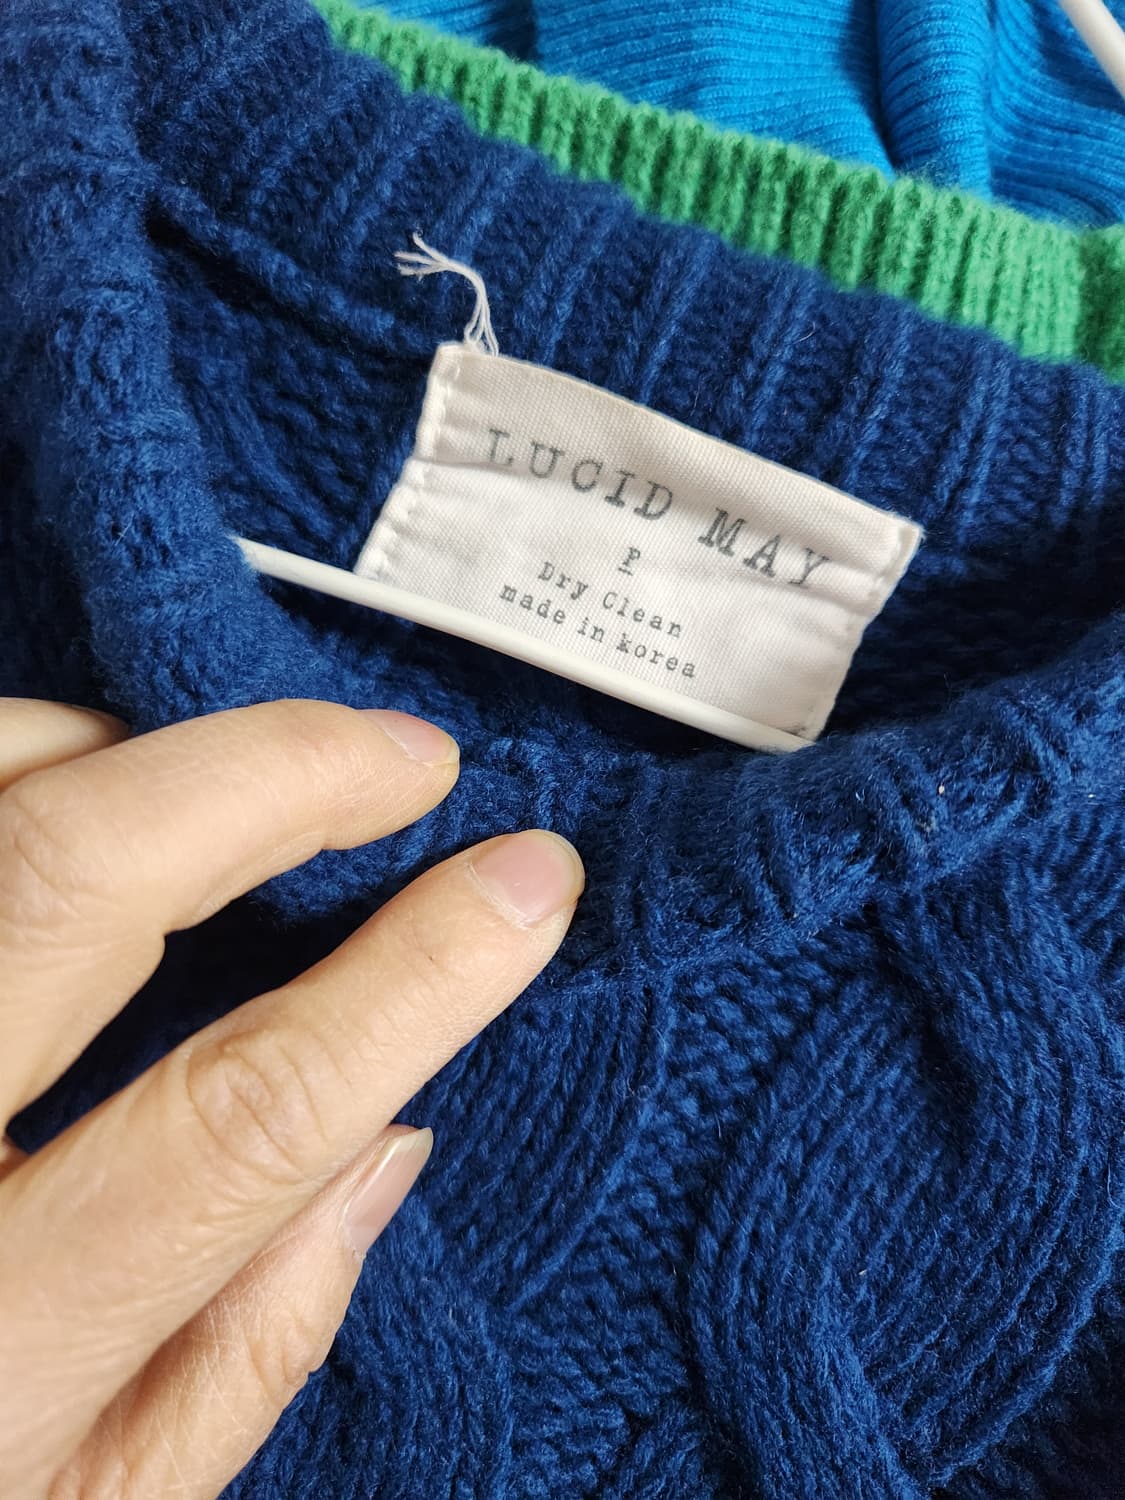 LUCID MAY
P
Dry Clean
made in korea